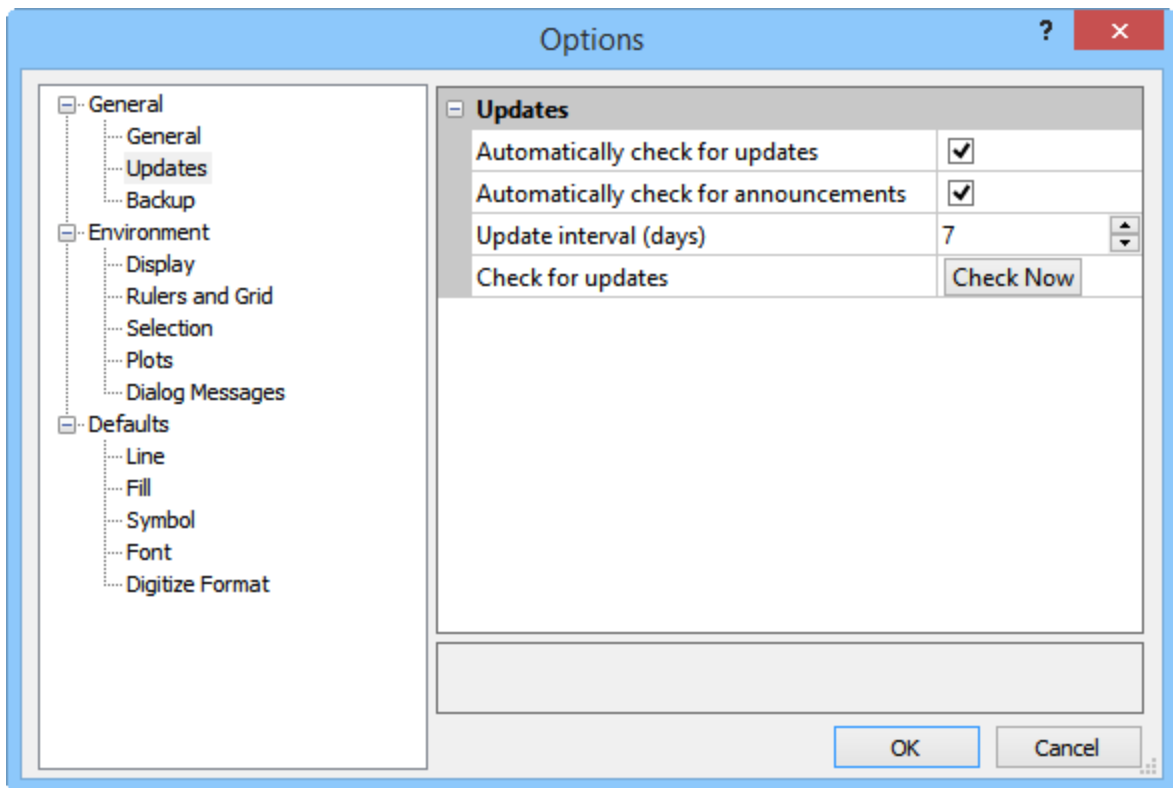 Options
?
General
General
Updates
Backup
Environment
Display
Rulers and Grid
Selection
Plots
Dialog Messages
Defaults
Line
Fill
Symbol
Font
Digitize Format
Updates
Automatically check for updates
Automatically check for announcements
Update interval (days) 7
Check for updates Check Now
OK Cancel